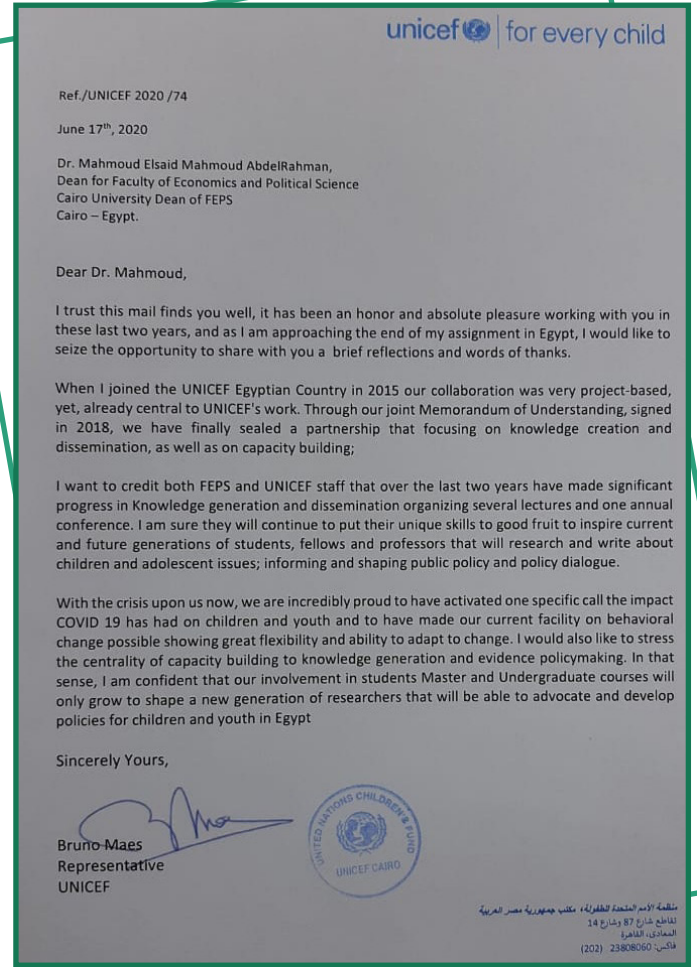 unicef for every child
Ref./UNICEF 2020 /74
June 17th, 2020
Dr. Mahmoud Elsaid Mahmoud AbdelRahman,
Dean for Faculty of Economics and Political Science
Cairo University Dean of FEPS
Cairo – Egypt.
Dear Dr. Mahmoud,
I trust this mail finds you well, it has been an honor and absolute pleasure working with you in
these last two years, and as I am approaching the end of my assignment in Egypt, I would like to
seize the opportunity to share with you a brief reflections and words of thanks.
When I joined the UNICEF Egyptian Country in 2015 our collaboration was very project-based,
yet, already central to UNICEF's work. Through our joint Memorandum of Understanding, signed
in 2018, we have finally sealed a partnership that focusing on knowledge creation and
dissemination, as well as on capacity building;
I want to credit both FEPS and UNICEF staff that over the last two years have made significant
progress in Knowledge generation and dissemination organizing several lectures and one annual
conference. I am sure they will continue to put their unique skills to good fruit to inspire current
and future generations of students, fellows and professors that will research and write about
children and adolescent issues; informing and shaping public policy and policy dialogue.
With the crisis upon us now, we are incredibly proud to have activated one specific call the impact
COVID 19 has had on children and youth and to have made our current facility on behavioral
change possible showing great flexibility and ability to adapt to change. I would also like to stress
the centrality of capacity building to knowledge generation and evidence policymaking. In that
sense, I am confident that our involvement in students Master and Undergraduate courses will
only grow to shape a new generation of researchers that will be able to advocate and develop
policies for children and youth in Egypt
Sincerely Yours,
Bruno Maes
Representative
UNICEF
UNITED NATIONS CHILDREN'S FUND
UNICEF CAIRO
منظمة الأمم المتحدة للطفولة، مكتب جمهورية مصر العربية
تقاطع شارع 87 وشارع 14
المعادى، القاهرة
فاكس: 23808060 (202)